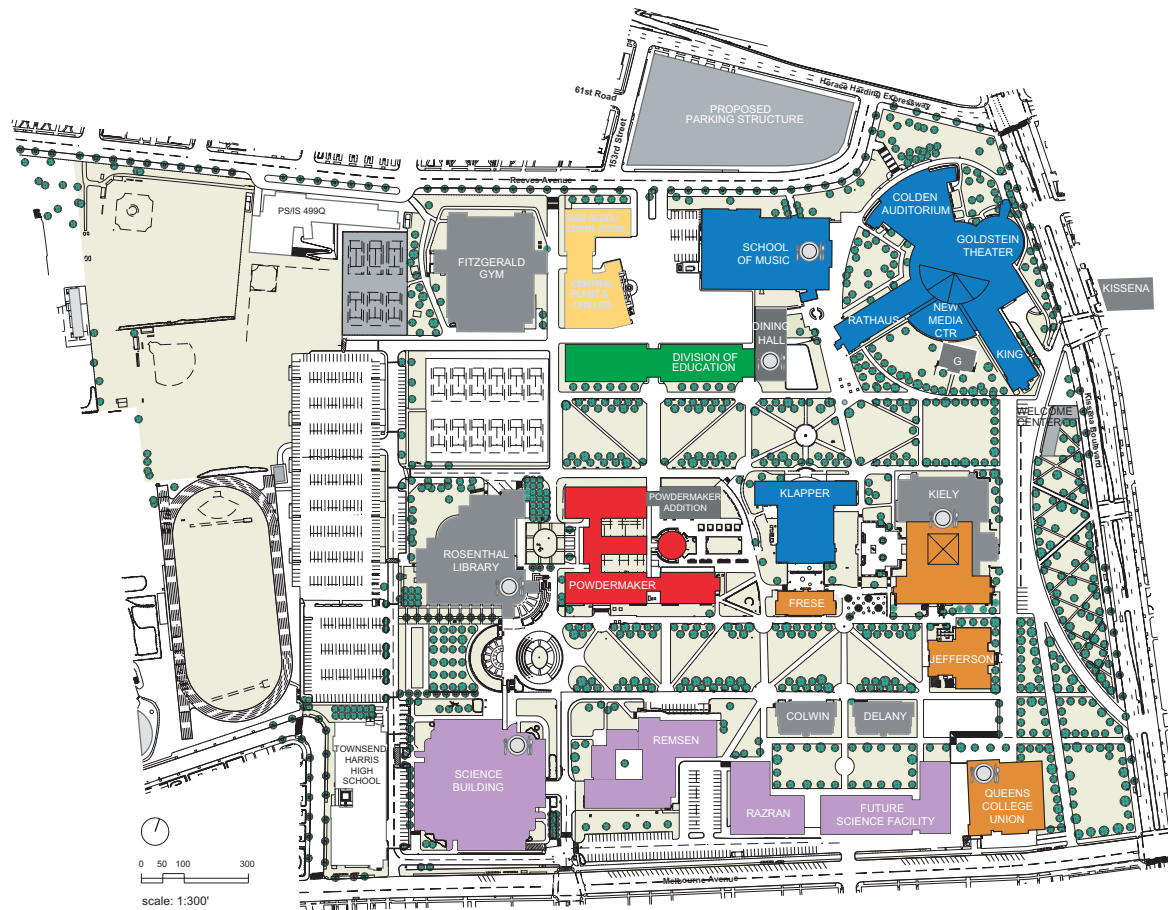 Horace Harding Expressway
61st Road
PROPOSED
PARKING STRUCTURE
153rd Street
Reeves Avenue
PS/IS 499Q
COLDEN
AUDITORIUM
FITZGERALD
GYM
SCHOOL
OF MUSIC
GOLDSTEIN
THEATER
CENTRAL
PLANT &
CHILLER
KISSENA
DINING
HALL
RATHAUS
NEW
MEDIA
CTR
KING
G
DIVISION OF
EDUCATION
WELCOME
CENTER
Kissena Boulevard
POWDERMAKER
ADDITION
KLAPPER
KIELY
ROSENTHAL
LIBRARY
POWDERMAKER
FRESE
JEFFERSON
COLWIN
DELANY
REMSEN
TOWNSEND
HARRIS
HIGH
SCHOOL
SCIENCE
BUILDING
RAZRAN
FUTURE
SCIENCE FACILITY
QUEENS
COLLEGE
UNION
Melbourne Avenue
0 50 100 300
scale: 1:300'